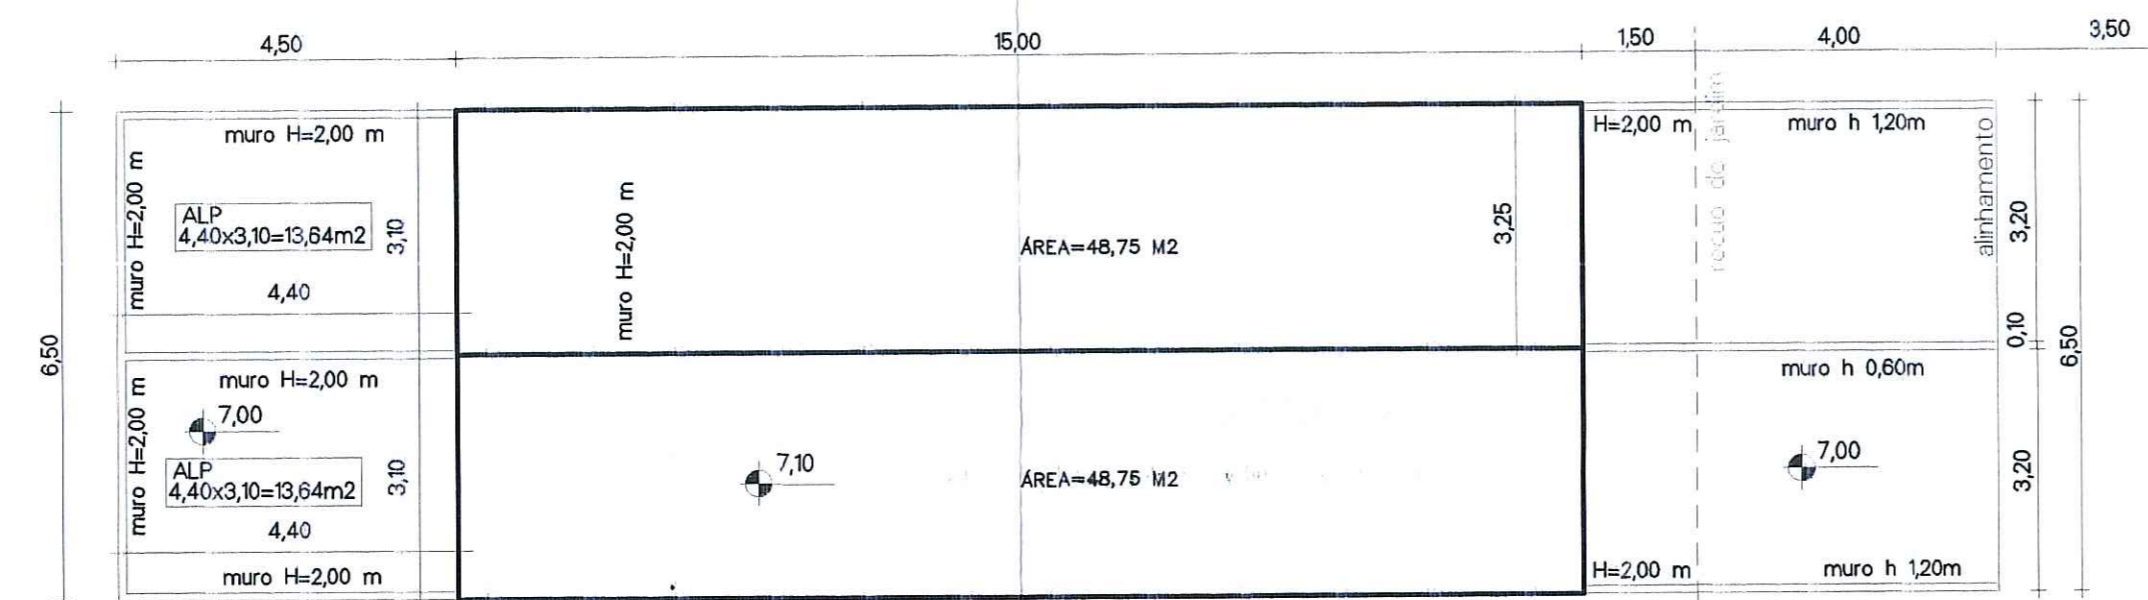 4,50
15,00
1,50
4,00
3,50
muro H=2,00 m
H=2,00 m
muro h 1,20m
muro H=2,00 m
ALP
4,40x3,10=13,64m2
3,10
4,40
muro H=2,00 m
ÁREA=48,75 M2
3,25
recuo de jardim
alinhamento
3,20
0,10
6,50
6,50
muro H=2,00 m
muro h 0,60m
muro H=2,00 m
7,00
ALP
4,40x3,10=13,64m2
3,10
4,40
7,10
ÁREA=48,75 M2
7,00
3,20
muro H=2,00 m
H=2,00 m
muro h 1,20m